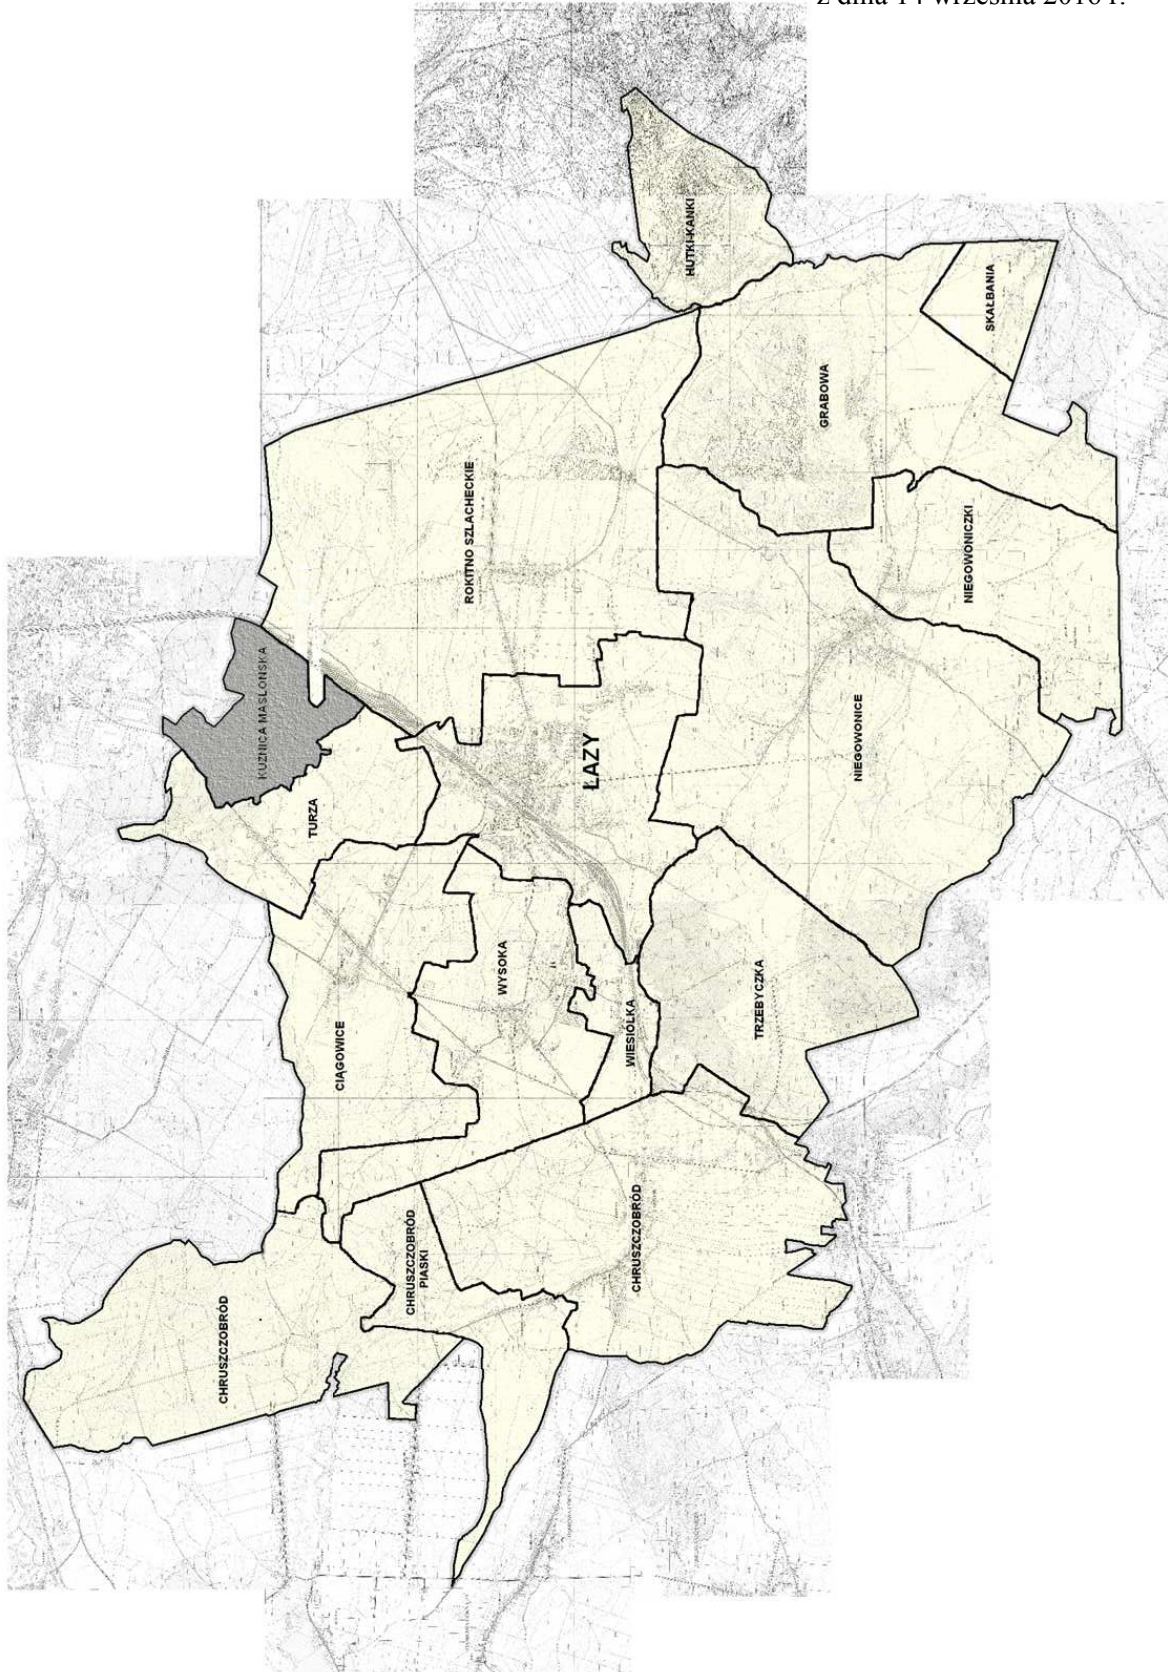 z dnia 14 września 2016 r.
HUTKI-KANKI
SKAŁBANIA
GRABOWA
ROKITNO SZLACHECKIE
NIEGOWONICZKI
KUŹNICA MASŁOŃSKA
NIEGOWONICE
ŁAZY
TURZA
WYSOKA
TRZEBYCZKA
WIESIÓŁKA
CIĄGOWICE
CHRUSZCZOBRÓD
CHRUSZCZOBRÓD
PIASKI
CHRUSZCZOBRÓD